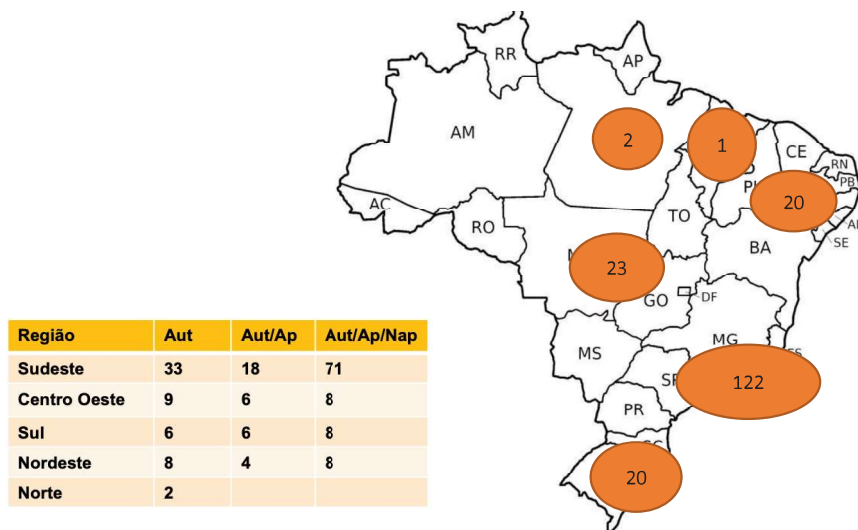 RR
AP
AM
2
1
CE
RN
PB
20
AC
TO
RO
SE
BA
23
GO
DF
MG
MS
122
PR
20
Região Aut Aut/Ap Aut/Ap/Nap
Sudeste 33 18 71
Centro Oeste 9 6 8
Sul 6 6 8
Nordeste 8 4 8
Norte 2